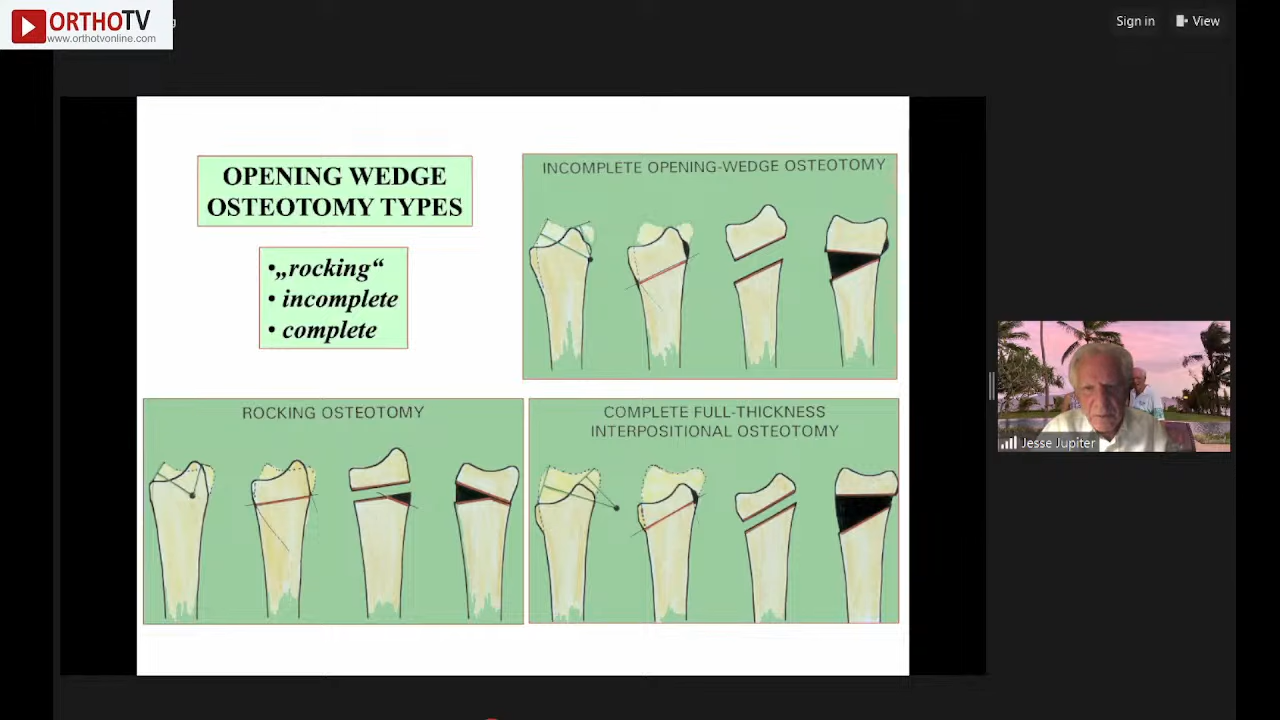 ORTHOTV
www.orthotvonline.com
Sign in
View
OPENING WEDGE
OSTEOTOMY TYPES
•„rocking“
• incomplete
• complete
INCOMPLETE OPENING-WEDGE OSTEOTOMY
ROCKING OSTEOTOMY
COMPLETE FULL-THICKNESS
INTERPOSITIONAL OSTEOTOMY
Jesse Jupiter